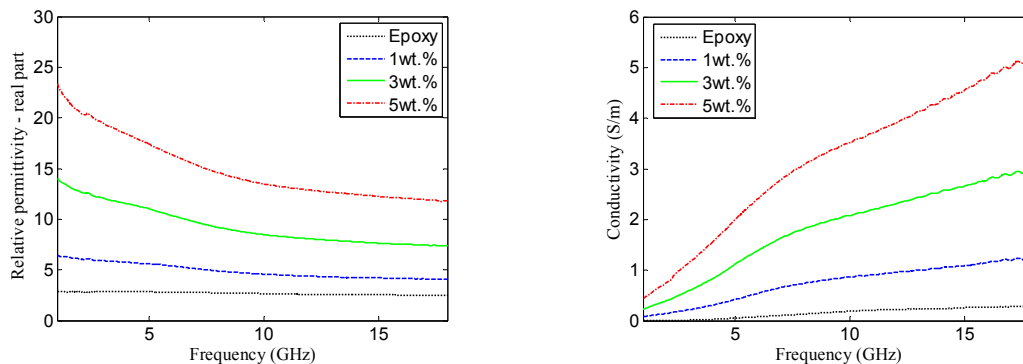 30
25
20
15
10
5
0
Relative permittivity - real part
5
10
15
Frequency (GHz)
Epoxy
1wt.%
3wt.%
5wt.%
6
5
4
3
2
1
0
Conductivity (S/m)
5
10
15
Frequency (GHz)
Epoxy
1wt.%
3wt.%
5wt.%